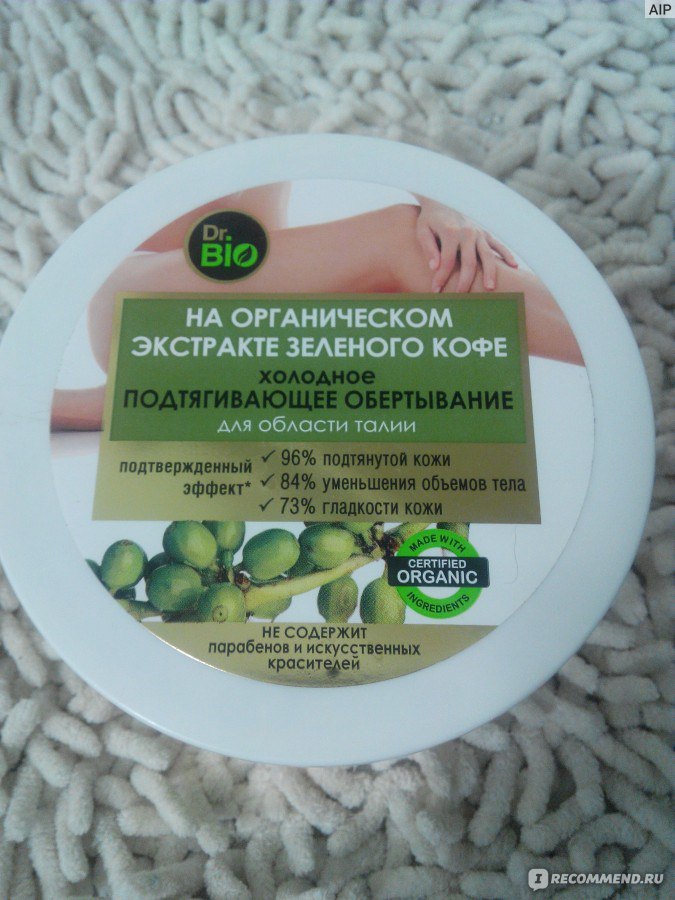 AIP
Dr.
BiO
НА ОРГАНИЧЕСКОМ
ЭКСТРАКТЕ ЗЕЛЕНОГО КОФЕ
холодное
ПОДТЯГИВАЮЩЕЕ ОБЕРТЫВАНИЕ
для области талии
подтвержденный
эффект*
✓ 96% подтянутой кожи
✓ 84% уменьшения объемов тела
✓ 73% гладкости кожи
MADE WITH
CERTIFIED
ORGANIC
INGREDIENTS
НЕ СОДЕРЖИТ
парабенов и искусственных
красителей
IRECOMMEND.RU